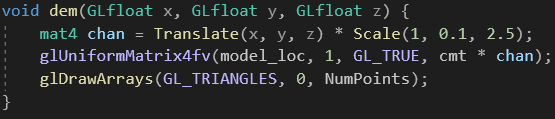 void dem(GLfloat x, GLfloat y, GLfloat z) {
    mat4 chan = Translate(x, y, z) * Scale(1, 0.1, 2.5);
    glUniformMatrix4fv(model_loc, 1, GL_TRUE, cmt * chan);
    glDrawArrays(GL_TRIANGLES, 0, NumPoints);
}